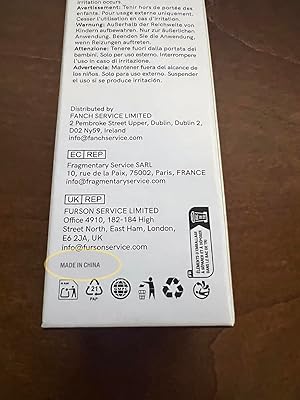 irritation occurs.
Avertissement: Tenir hors de portée des
enfants. Pour usage externe uniquement.
Cesser l'utilisation en cas d'irritation.
Warnung: Außerhalb der Reichweite von
Kindern aufbewahren. Nur zur äußerlichen
Anwendung. Beenden Sie die Anwendung,
wenn Reizungen auftreten.
Attenzione: Tenere fuori dalla portata dei
bambini. Solo per uso esterno. Interrompere
l'uso in caso di irritazione.
Advertencia: Mantener fuera del alcance de
los niños. Solo para uso externo. Suspender
el uso si se produce irritación.
Distributed by
FANCH SERVICE LIMITED
2 Pembroke Street Upper, Dublin, Dublin 2,
D02 Ny59, Ireland
info@fanchservice.com
EC REP
Fragmentary Service SARL
10, rue de la Paix, 75002, Paris, FRANCE
info@fragmentaryservice.com
UK REP
FURSON SERVICE LIMITED
Office 4910, 182-184 High
Street North, East Ham, London,
E6 2JA, UK
info@fursonservice.com
MADE IN CHINA
21
PAP